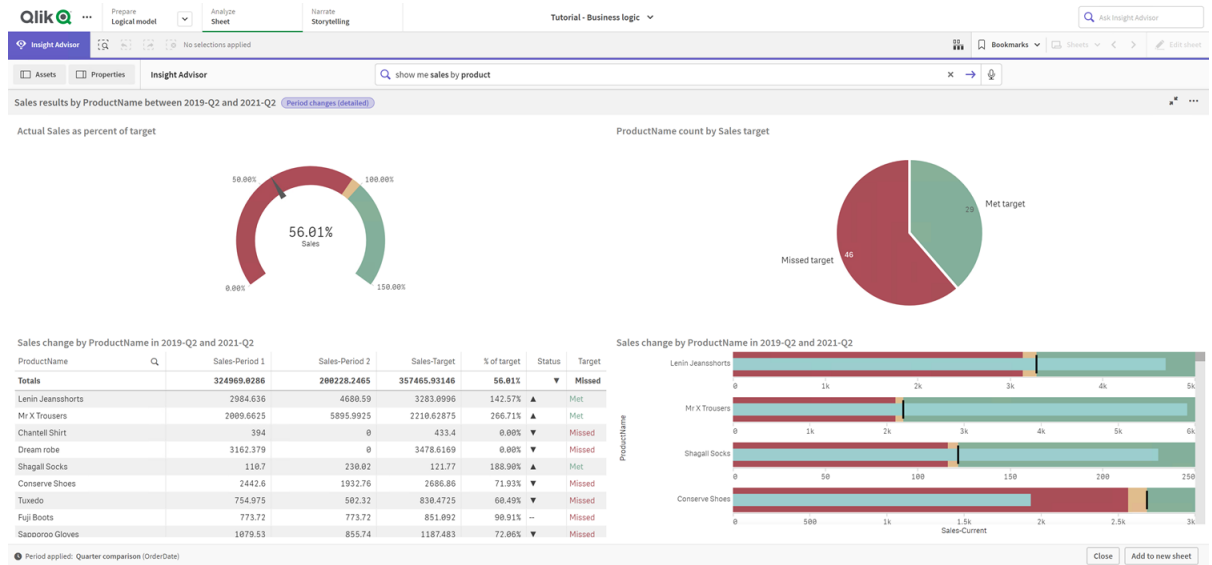 Qlik
Prepare
Logical model
Analyze
Sheet
Narrate
Storytelling
Tutorial - Business logic
Ask Insight Advisor
Insight Advisor
No selections applied
Bookmarks
Sheets
Edit sheet
Assets
Properties
Insight Advisor
show me sales by product
Sales results by ProductName between 2019-Q2 and 2021-Q2
Period changes (detailed)
Actual Sales as percent of target
50.00%
100.00%
56.01%
Sales
0.00%
150.00%
ProductName count by Sales target
29
Met target
Missed target
46
Sales change by ProductName in 2019-Q2 and 2021-Q2
ProductName Sales-Period 1 Sales-Period 2 Sales-Target % of target Status Target
Totals 324969.0286 200228.2465 357465.93146 56.01% ▼ Missed
Lenin Jeansshorts 2984.636 4680.59 3283.0996 142.57% ▲ Met
Mr X Trousers 2009.6625 5895.9925 2210.62875 266.71% ▲ Met
Chantell Shirt 394 0 433.4 0.00% ▼ Missed
Dream robe 3162.379 0 3478.6169 0.00% ▼ Missed
Shagall Socks 110.7 230.02 121.77 188.90% ▲ Met
Conserve Shoes 2442.6 1932.76 2686.86 71.93% ▼ Missed
Tuxedo 754.975 502.32 830.4725 60.49% ▼ Missed
Fuji Boots 773.72 773.72 851.092 90.91% -- Missed
Sapporoo Gloves 1079.53 855.74 1187.483 72.06% ▼ Missed
Sales change by ProductName in 2019-Q2 and 2021-Q2
ProductName
Lenin Jeansshorts
0 1k 2k 3k 4k 5k
Mr X Trousers
0 1k 2k 3k 4k 5k 6k
Shagall Socks
0 50 100 150 200 250
Conserve Shoes
0 500 1k 1.5k 2k 2.5k 3k
Sales-Current
Period applied: Quarter comparison (OrderDate)
Close
Add to new sheet